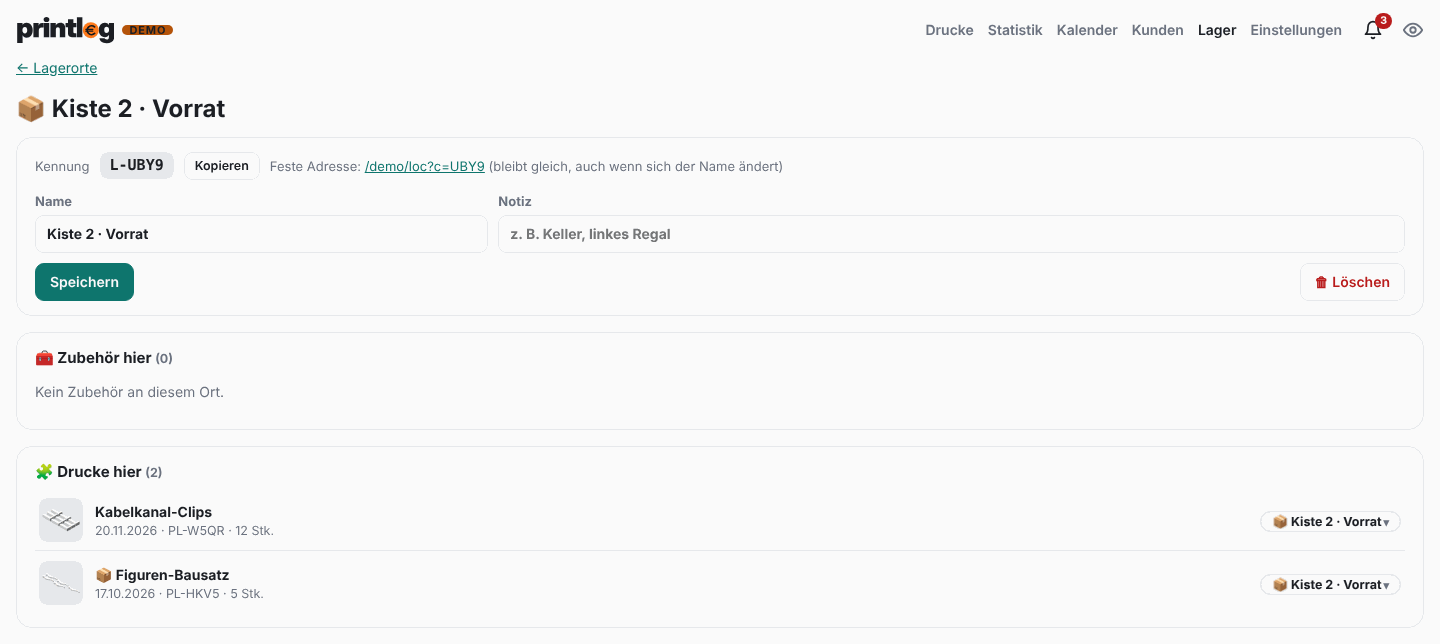 printl€g DEMO
Drucke Statistik Kalender Kunden Lager Einstellungen 3
← Lagerorte
📦 Kiste 2 · Vorrat
Kennung L-UBY9 Kopieren Feste Adresse: /demo/loc?c=UBY9 (bleibt gleich, auch wenn sich der Name ändert)
Name Notiz
Kiste 2 · Vorrat z. B. Keller, linkes Regal
Speichern 🗑 Löschen
🧰 Zubehör hier (0)
Kein Zubehör an diesem Ort.
🧩 Drucke hier (2)
Kabelkanal-Clips
20.11.2026 · PL-W5QR · 12 Stk.
📦 Kiste 2 · Vorrat ▾
📦 Figuren-Bausatz
17.10.2026 · PL-HKV5 · 5 Stk.
📦 Kiste 2 · Vorrat ▾